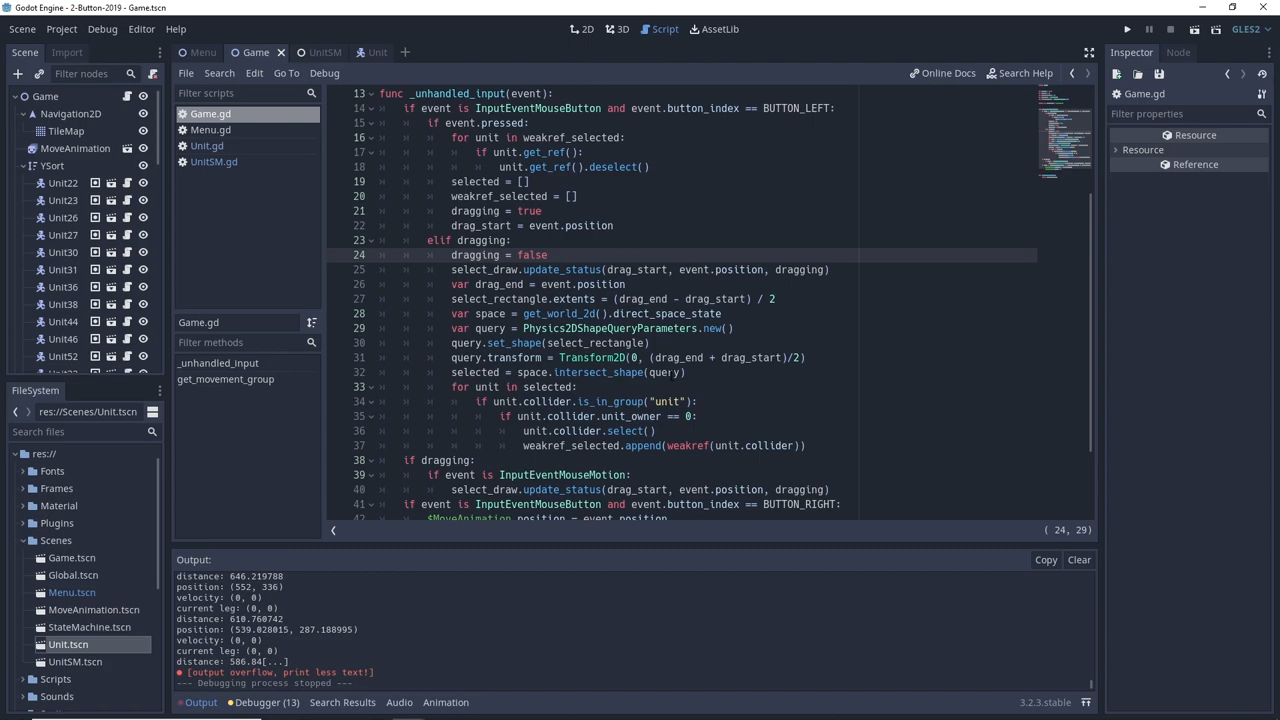 Godot Engine - 2-Button-2019 - Game.tscn
Scene Project Debug Editor Help
2D 3D Script AssetLib
GLES2
Scene Import
Filter nodes
Game
Navigation2D
TileMap
MoveAnimation
YSort
Unit22
Unit23
Unit26
Unit27
Unit30
Unit31
Unit36
Unit38
Unit44
Unit46
Unit52
FileSystem
res://Scenes/Unit.tscn
Search files
res://
Fonts
Frames
Material
Plugins
Scenes
Game.tscn
Global.tscn
Menu.tscn
MoveAnimation.tscn
StateMachine.tscn
Unit.tscn
UnitSM.tscn
Scripts
Sounds
Menu Game UnitSM Unit
File Search Edit Go To Debug
Online Docs Search Help
Filter scripts
Game.gd
Menu.gd
Unit.gd
UnitSM.gd
Game.gd
Filter methods
_unhandled_input
get_movement_group
13 func _unhandled_input(event):
14 if event is InputEventMouseButton and event.button_index == BUTTON_LEFT:
15 if event.pressed:
16 for unit in weakref_selected:
17 if unit.get_ref():
18 unit.get_ref().deselect()
19 selected = []
20 weakref_selected = []
21 dragging = true
22 drag_start = event.position
23 elif dragging:
24 dragging = false
25 select_draw.update_status(drag_start, event.position, dragging)
26 var drag_end = event.position
27 select_rectangle.extents = (drag_end - drag_start) / 2
28 var space = get_world_2d().direct_space_state
29 var query = Physics2DShapeQueryParameters.new()
30 query.set_shape(select_rectangle)
31 query.transform = Transform2D(0, (drag_end + drag_start)/2)
32 selected = space.intersect_shape(query)
33 for unit in selected:
34 if unit.collider.is_in_group("unit"):
35 if unit.collider.unit_owner == 0:
36 unit.collider.select()
37 weakref_selected.append(weakref(unit.collider))
38 if dragging:
39 if event is InputEventMouseMotion:
40 select_draw.update_status(drag_start, event.position, dragging)
41 if event is InputEventMouseButton and event.button_index == BUTTON_RIGHT:
42 $MoveAnimation.position = event.position
( 24, 29)
Output:
Copy Clear
distance: 646.219788
position: (552, 336)
velocity: (0, 0)
current leg: (0, 0)
distance: 610.760742
position: (539.028015, 287.188995)
velocity: (0, 0)
current leg: (0, 0)
distance: 586.84[...]
[output overflow, print less text!]
--- Debugging process stopped ---
Output Debugger (13) Search Results Audio Animation
3.2.3.stable
Inspector Node
Game.gd
Filter properties
Resource
Resource
Reference